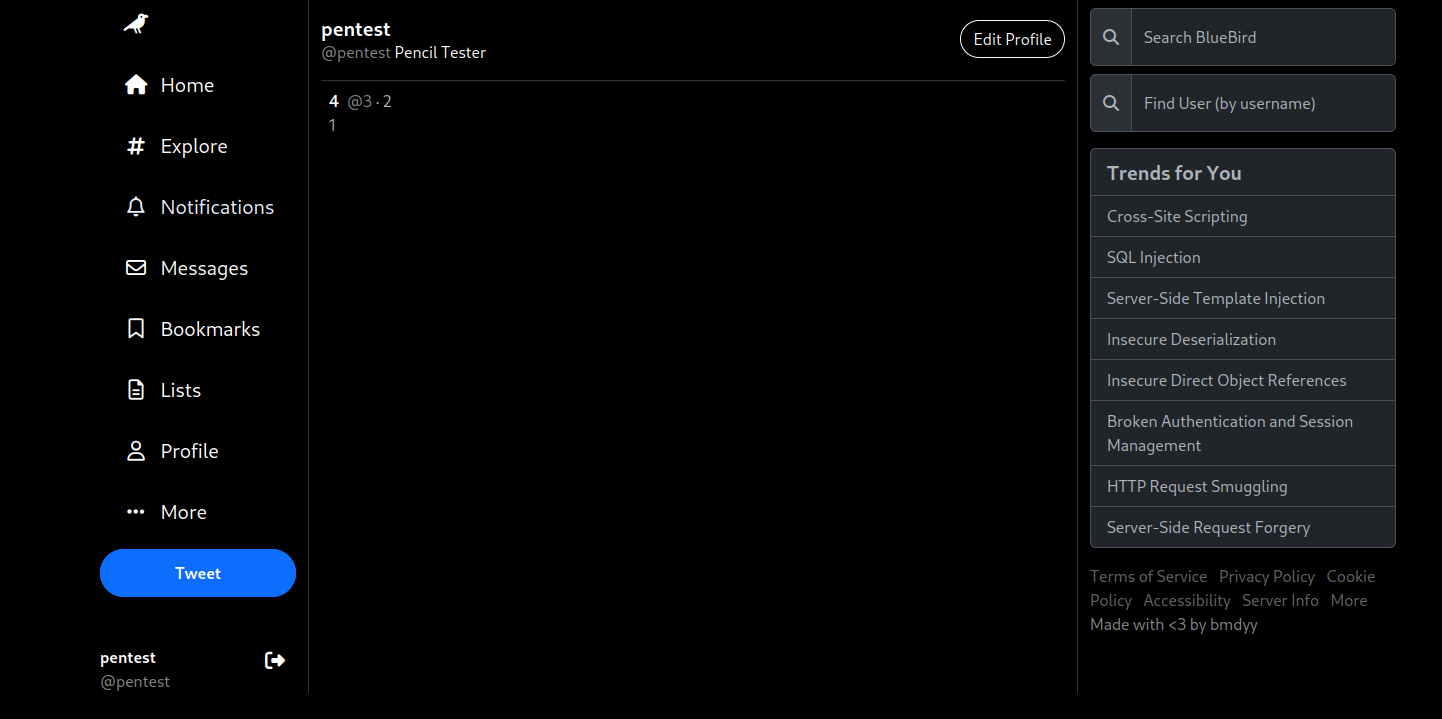 Home
Explore
Notifications
Messages
Bookmarks
Lists
Profile
More
Tweet
pentest
@pentest
pentest
@pentest Pencil Tester
Edit Profile
4 @3 · 2
1
Search BlueBird
Find User (by username)
Trends for You
Cross-Site Scripting
SQL Injection
Server-Side Template Injection
Insecure Deserialization
Insecure Direct Object References
Broken Authentication and Session
Management
HTTP Request Smuggling
Server-Side Request Forgery
Terms of Service Privacy Policy Cookie
Policy Accessibility Server Info More
Made with <3 by bmdyy